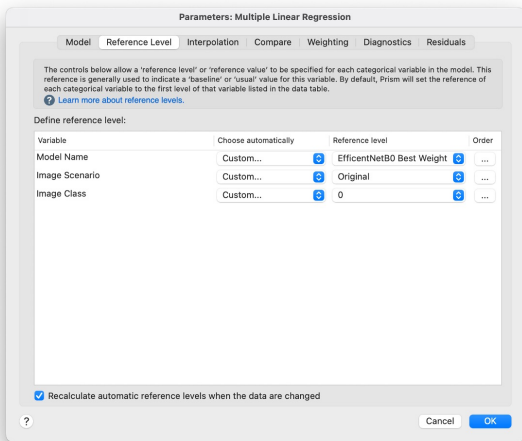 Parameters: Multiple Linear Regression
Model Reference Level Interpolation Compare Weighting Diagnostics Residuals
The controls below allow a 'reference level' or 'reference value' to be specified for each categorical variable in the model. This
reference is generally used to indicate a 'baseline' or 'usual' value for this variable. By default, Prism will set the reference of
each categorical variable to the first level of that variable listed in the data table.
? Learn more about reference levels.
Define reference level:
Variable Choose automatically Reference level Order
Model Name Custom... EfficentNetB0 Best Weight ...
Image Scenario Custom... Original ...
Image Class Custom... 0 ...
Recalculate automatic reference levels when the data are changed
? Cancel OK